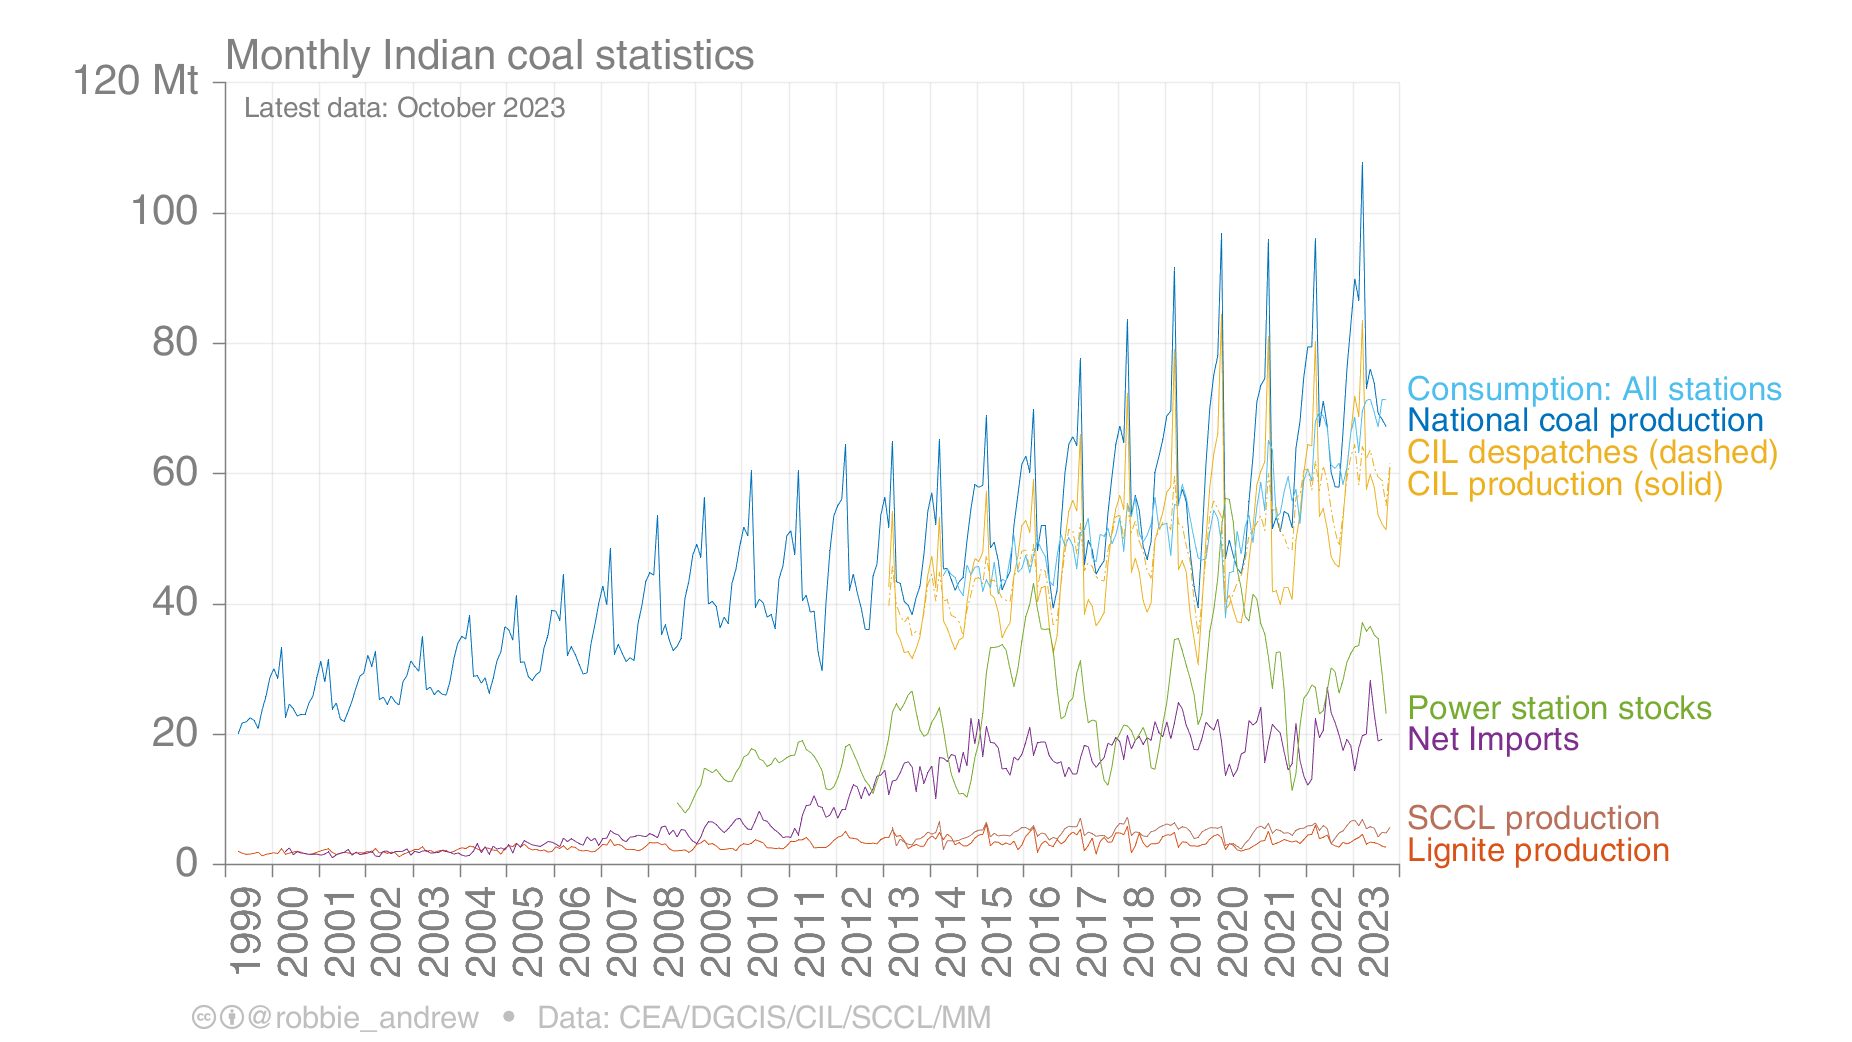 Monthly Indian coal statistics
120 Mt
Latest data: October 2023
100
80
60
40
20
0
Consumption: All stations
National coal production
CIL despatches (dashed)
CIL production (solid)
Power station stocks
Net Imports
SCCL production
Lignite production
1999
2000
2001
2002
2003
2004
2005
2006
2007
2008
2009
2010
2011
2012
2013
2014
2015
2016
2017
2018
2019
2020
2021
2022
2023
cc @robbie_andrew • Data: CEA/DGCIS/CIL/SCCL/MM